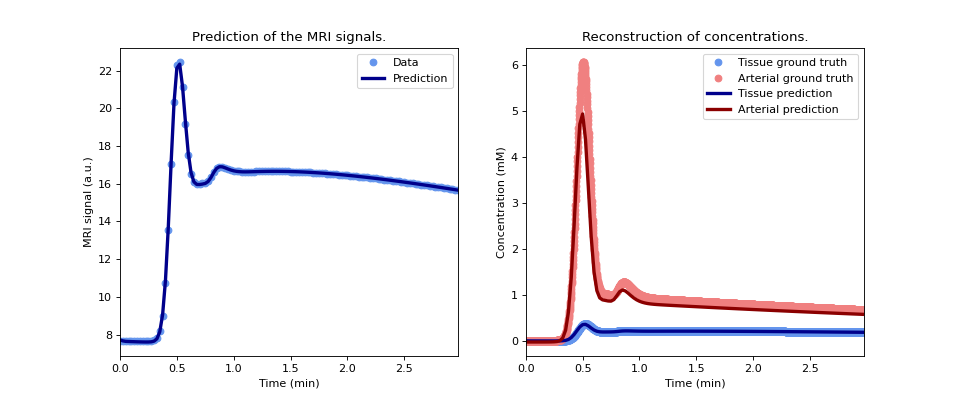 Prediction of the MRI signals.
Data
Prediction
22
20
18
16
14
12
10
8
MRI signal (a.u.)
0.0 0.5 1.0 1.5 2.0 2.5
Time (min)
Reconstruction of concentrations.
Tissue ground truth
Arterial ground truth
Tissue prediction
Arterial prediction
6
5
4
3
2
1
0
Concentration (mM)
0.0 0.5 1.0 1.5 2.0 2.5
Time (min)